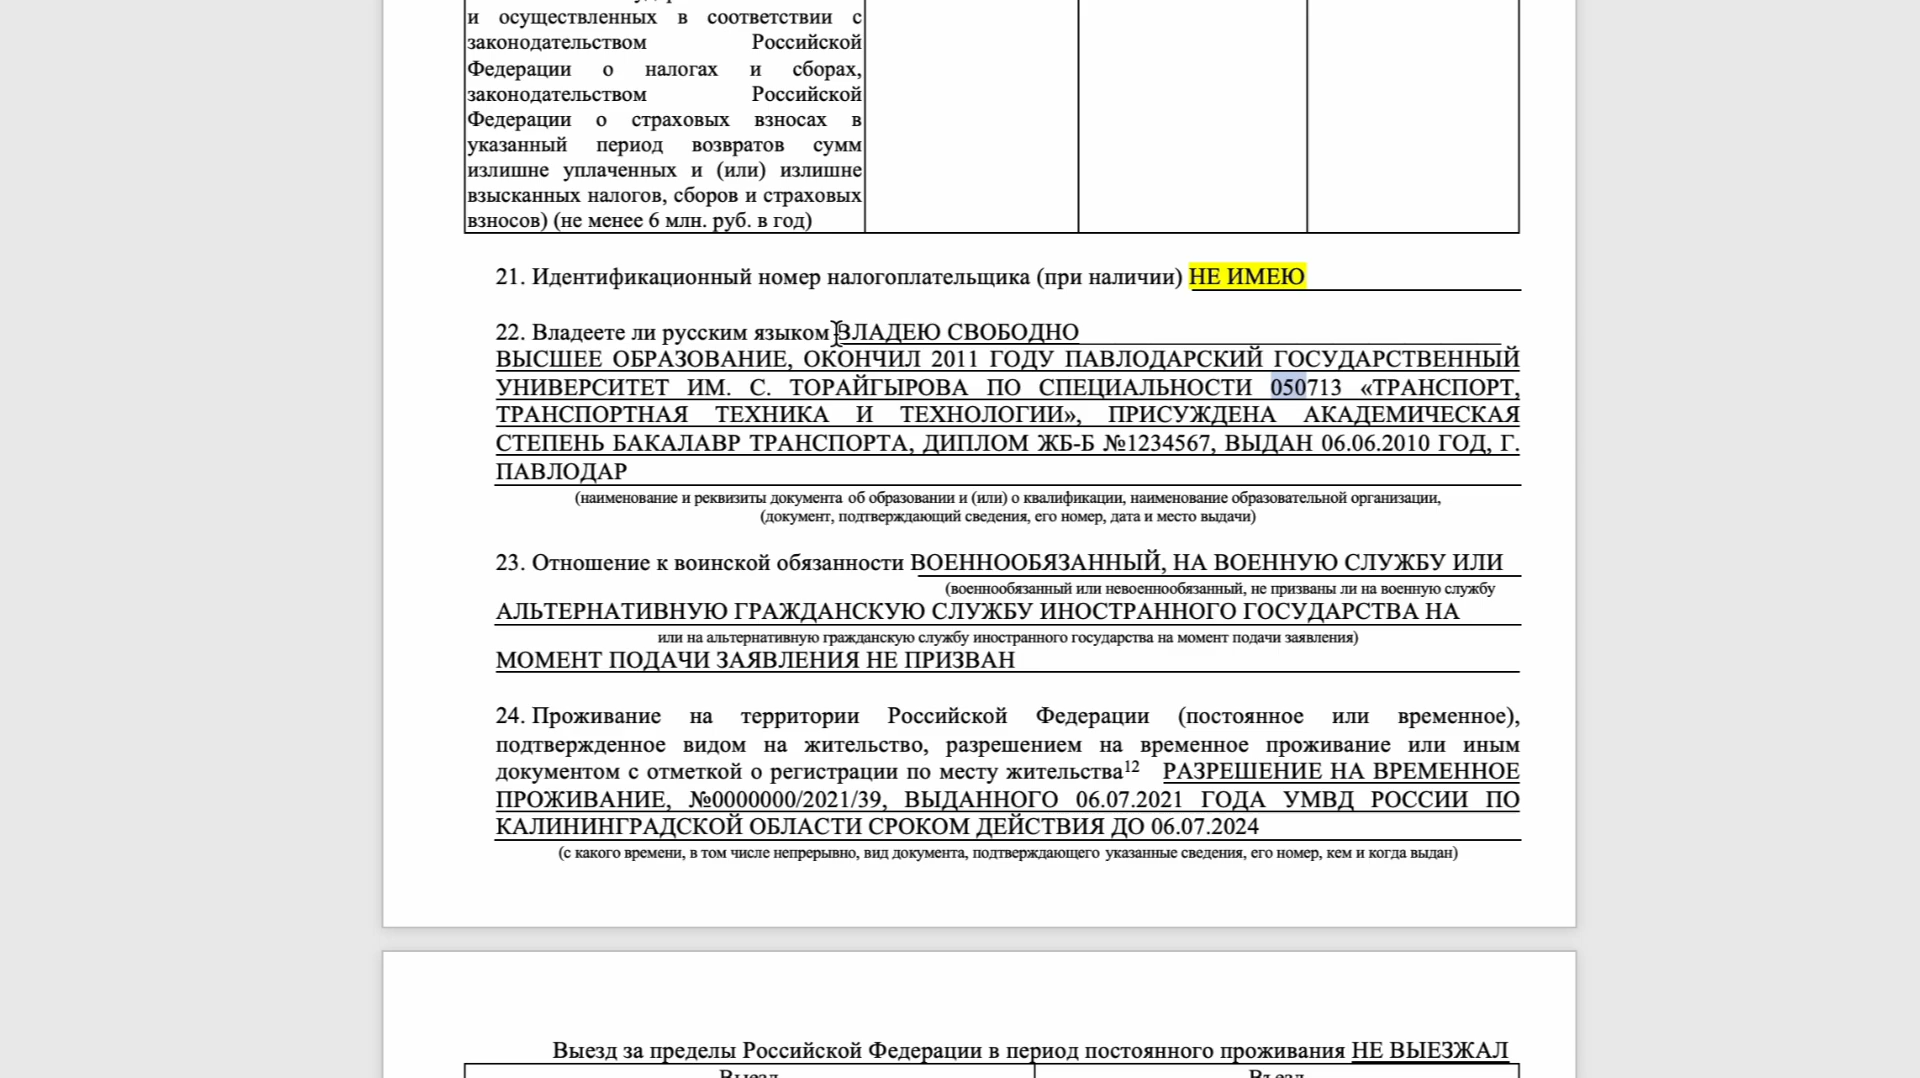 и осуществленных в соответствии с
законодательством Российской
Федерации о налогах и сборах,
законодательством Российской
Федерации о страховых взносах в
указанный период возвратов сумм
излишне уплаченных и (или) излишне
взысканных налогов, сборов и страховых
взносов) (не менее 6 млн. руб. в год)
21. Идентификационный номер налогоплательщика (при наличии) НЕ ИМЕЮ
22. Владеете ли русским языком ВЛАДЕЮ СВОБОДНО
ВЫСШЕЕ ОБРАЗОВАНИЕ, ОКОНЧИЛ 2011 ГОДУ ПАВЛОДАРСКИЙ ГОСУДАРСТВЕННЫЙ
УНИВЕРСИТЕТ ИМ. С. ТОРАЙГЫРОВА ПО СПЕЦИАЛЬНОСТИ 050713 «ТРАНСПОРТ,
ТРАНСПОРТНАЯ ТЕХНИКА И ТЕХНОЛОГИИ», ПРИСУЖДЕНА АКАДЕМИЧЕСКАЯ
СТЕПЕНЬ БАКАЛАВР ТРАНСПОРТА, ДИПЛОМ ЖБ-Б №1234567, ВЫДАН 06.06.2010 ГОД, Г.
ПАВЛОДАР
(наименование и реквизиты документа об образовании и (или) о квалификации, наименование образовательной организации,
(документ, подтверждающий сведения, его номер, дата и место выдачи)
23. Отношение к воинской обязанности ВОЕННООБЯЗАННЫЙ, НА ВОЕННУЮ СЛУЖБУ ИЛИ
(военнообязанный или невоеннообязанный, не призваны ли на военную службу
АЛЬТЕРНАТИВНУЮ ГРАЖДАНСКУЮ СЛУЖБУ ИНОСТРАННОГО ГОСУДАРСТВА НА
или на альтернативную гражданскую службу иностранного государства на момент подачи заявления)
МОМЕНТ ПОДАЧИ ЗАЯВЛЕНИЯ НЕ ПРИЗВАН
24. Проживание на территории Российской Федерации (постоянное или временное),
подтвержденное видом на жительство, разрешением на временное проживание или иным
документом с отметкой о регистрации по месту жительства¹² РАЗРЕШЕНИЕ НА ВРЕМЕННОЕ
ПРОЖИВАНИЕ, №0000000/2021/39, ВЫДАННОГО 06.07.2021 ГОДА УМВД РОССИИ ПО
КАЛИНИНГРАДСКОЙ ОБЛАСТИ СРОКОМ ДЕЙСТВИЯ ДО 06.07.2024
(с какого времени, в том числе непрерывно, вид документа, подтверждающего указанные сведения, его номер, кем и когда выдан)
Выезд за пределы Российской Федерации в период постоянного проживания НЕ ВЫЕЗЖАЛ
Выезд Въезд